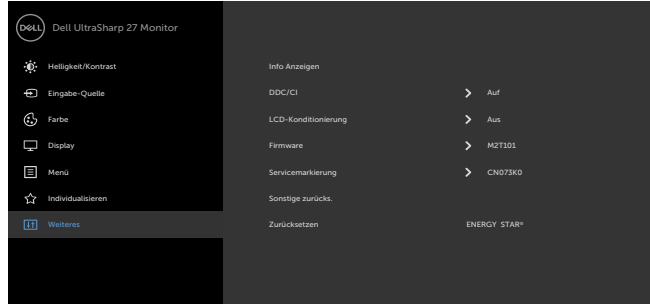 DELL Dell UltraSharp 27 Monitor
Helligkeit/Kontrast
Eingabe-Quelle
Farbe
Display
Menü
Individualisieren
Weiteres
Info Anzeigen
DDC/CI > Auf
LCD-Konditionierung > Aus
Firmware > M2T101
Servicemarkierung > CN073K0
Sonstige zurücks.
Zurücksetzen ENERGY STAR®